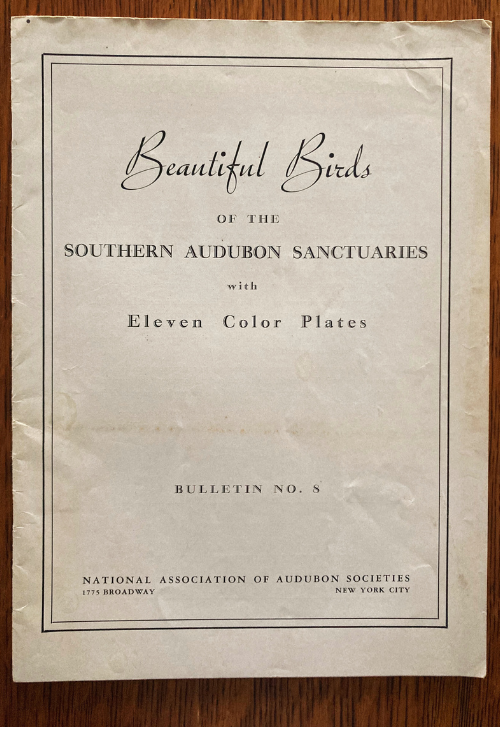 Beautiful Birds
OF THE
SOUTHERN AUDUBON SANCTUARIES
with
Eleven Color Plates
BULLETIN NO. 8
NATIONAL ASSOCIATION OF AUDUBON SOCIETIES
1775 BROADWAY NEW YORK CITY